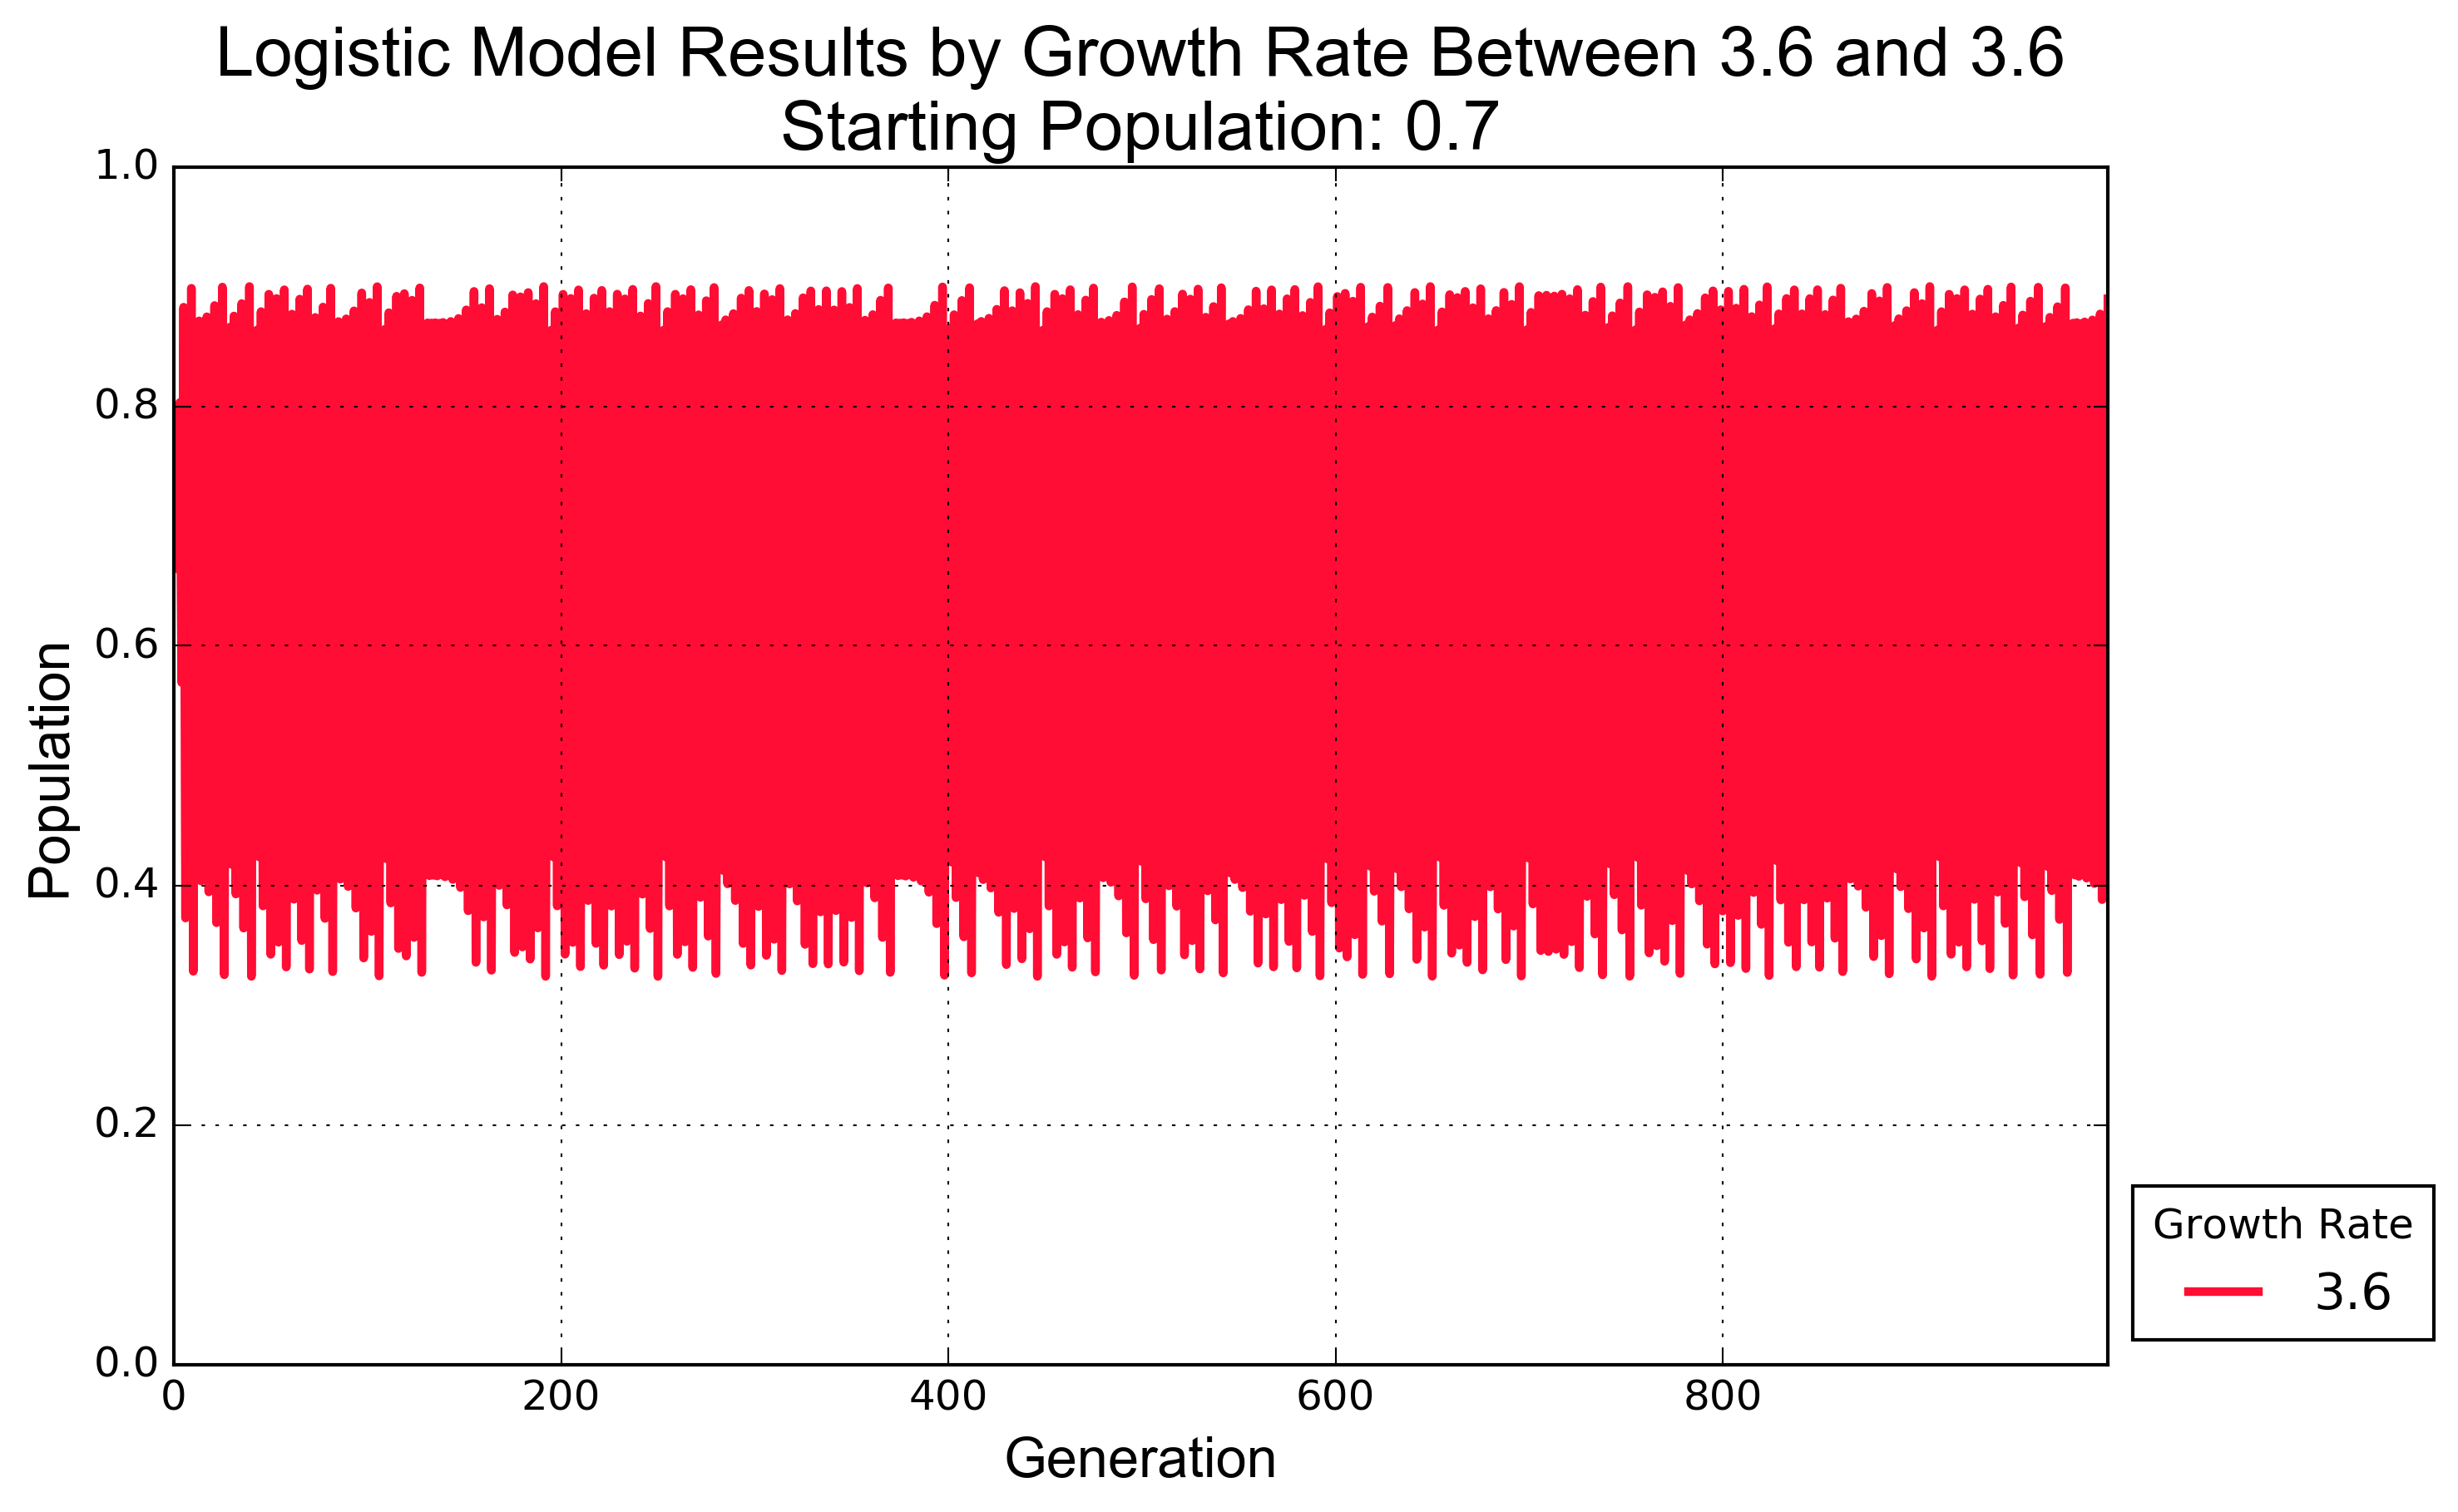 Logistic Model Results by Growth Rate Between 3.6 and 3.6
Starting Population: 0.7
1.0
0.8
0.6
0.4
0.2
0.0
Population
0
200
400
600
800
Generation
Growth Rate
3.6